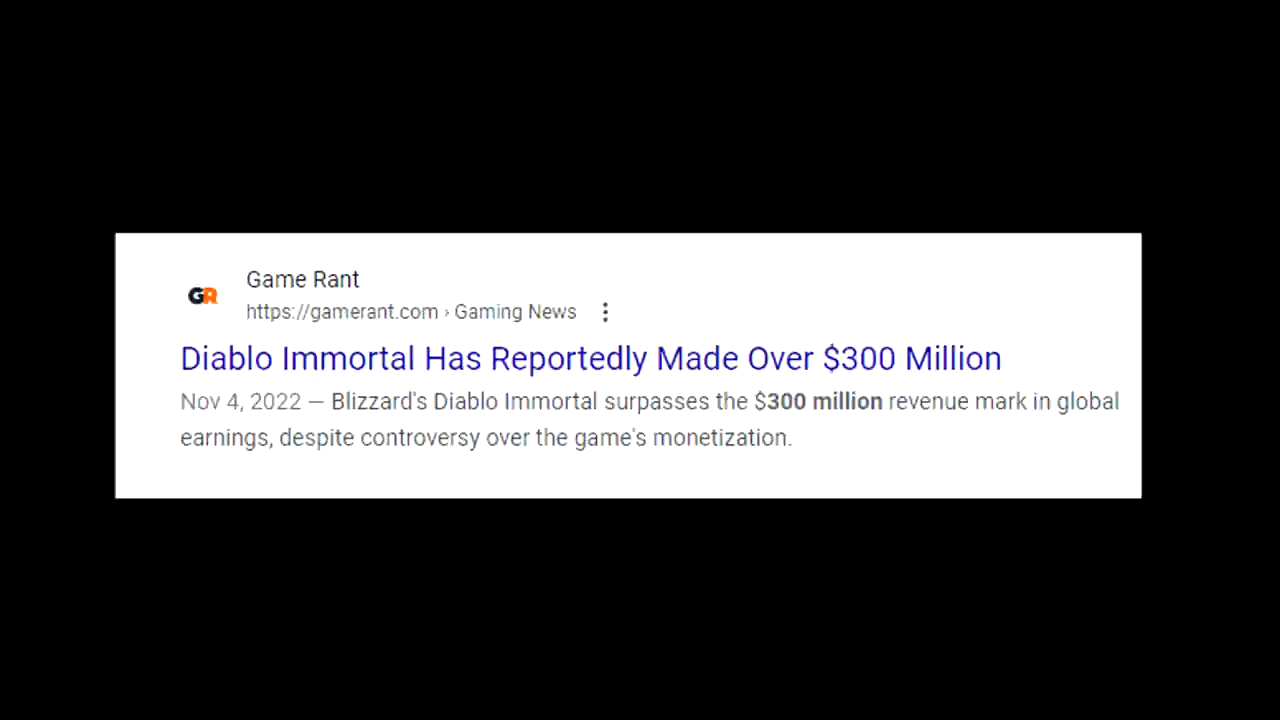 GR
Game Rant
https://gamerant.com › Gaming News
Diablo Immortal Has Reportedly Made Over $300 Million
Nov 4, 2022 — Blizzard's Diablo Immortal surpasses the $300 million revenue mark in global
earnings, despite controversy over the game's monetization.